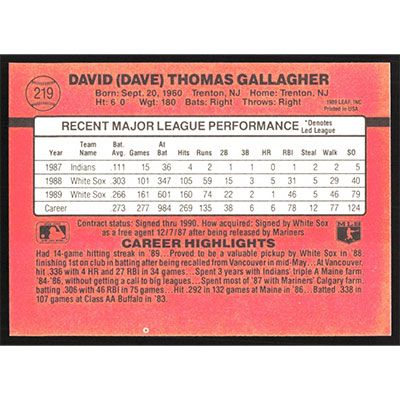 219
DAVID (DAVE) THOMAS GALLAGHER
Born: Sept. 20, 1960 Trenton, NJ Home: Trenton, NJ
Ht: 6 0 Wgt: 180 Bats: Right Throws: Right
1989 LEAF, INC
Printed in USA
RECENT MAJOR LEAGUE PERFORMANCE *Denotes Led League
Year Team Name Bat. Avg. Games At Bat Hits Runs 2B 3B HR RBI Steal Walk SO
1987 Indians .111 15 36 4 2 1 1 0 1 2 2 5
1988 White Sox .303 101 347 105 59 15 3 5 31 5 29 40
1989 White Sox .266 161 601 160 74 22 2 1 46 5 46 79
Career .273 277 984 269 135 38 6 6 78 12 77 124
Contract status: Signed thru 1990. How acquired: Signed by White Sox
as a free agent 12/7/87 after being released by Mariners.
MLB
CAREER HIGHLIGHTS
Had 14-game hitting streak in '89...Proved to be a valuable pickup by White Sox in '88
finishing 1st on club in batting after being recalled from Vancouver in mid-May... At Vancouver,
hit .336 with 4 HR and 27 RBI in 34 games...Spent 3 years with Indians' triple A Maine farm
'84-'86, without getting a call to big leagues...Spent most of '87 with Mariners' Calgary farm,
batting .306 with 46 RBI in 75 games... Hit .292 in 132 games at Maine in '86...Batted .338 in
107 games at Class AA Buffalo in '83.